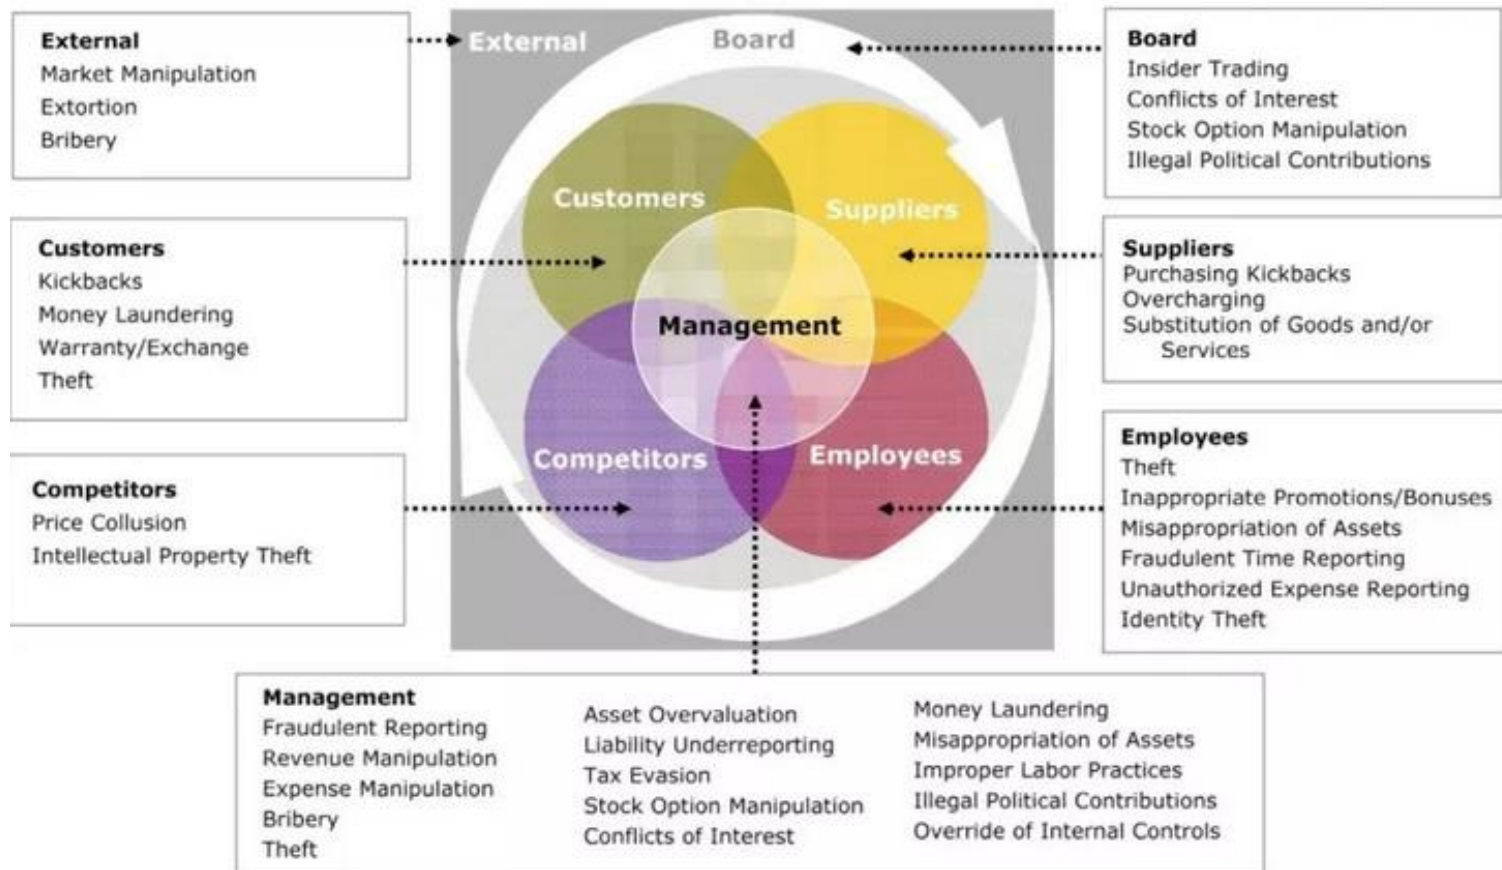 External
Market Manipulation
Extortion
Bribery
Customers
Kickbacks
Money Laundering
Warranty/Exchange
Theft
Competitors
Price Collusion
Intellectual Property Theft
External
Board
Customers
Suppliers
Management
Competitors
Employees
Board
Insider Trading
Conflicts of Interest
Stock Option Manipulation
Illegal Political Contributions
Suppliers
Purchasing Kickbacks
Overcharging
Substitution of Goods and/or
Services
Employees
Theft
Inappropriate Promotions/Bonuses
Misappropriation of Assets
Fraudulent Time Reporting
Unauthorized Expense Reporting
Identity Theft
Management
Fraudulent Reporting
Revenue Manipulation
Expense Manipulation
Bribery
Theft
Asset Overvaluation
Liability Underreporting
Tax Evasion
Stock Option Manipulation
Conflicts of Interest
Money Laundering
Misappropriation of Assets
Improper Labor Practices
Illegal Political Contributions
Override of Internal Controls